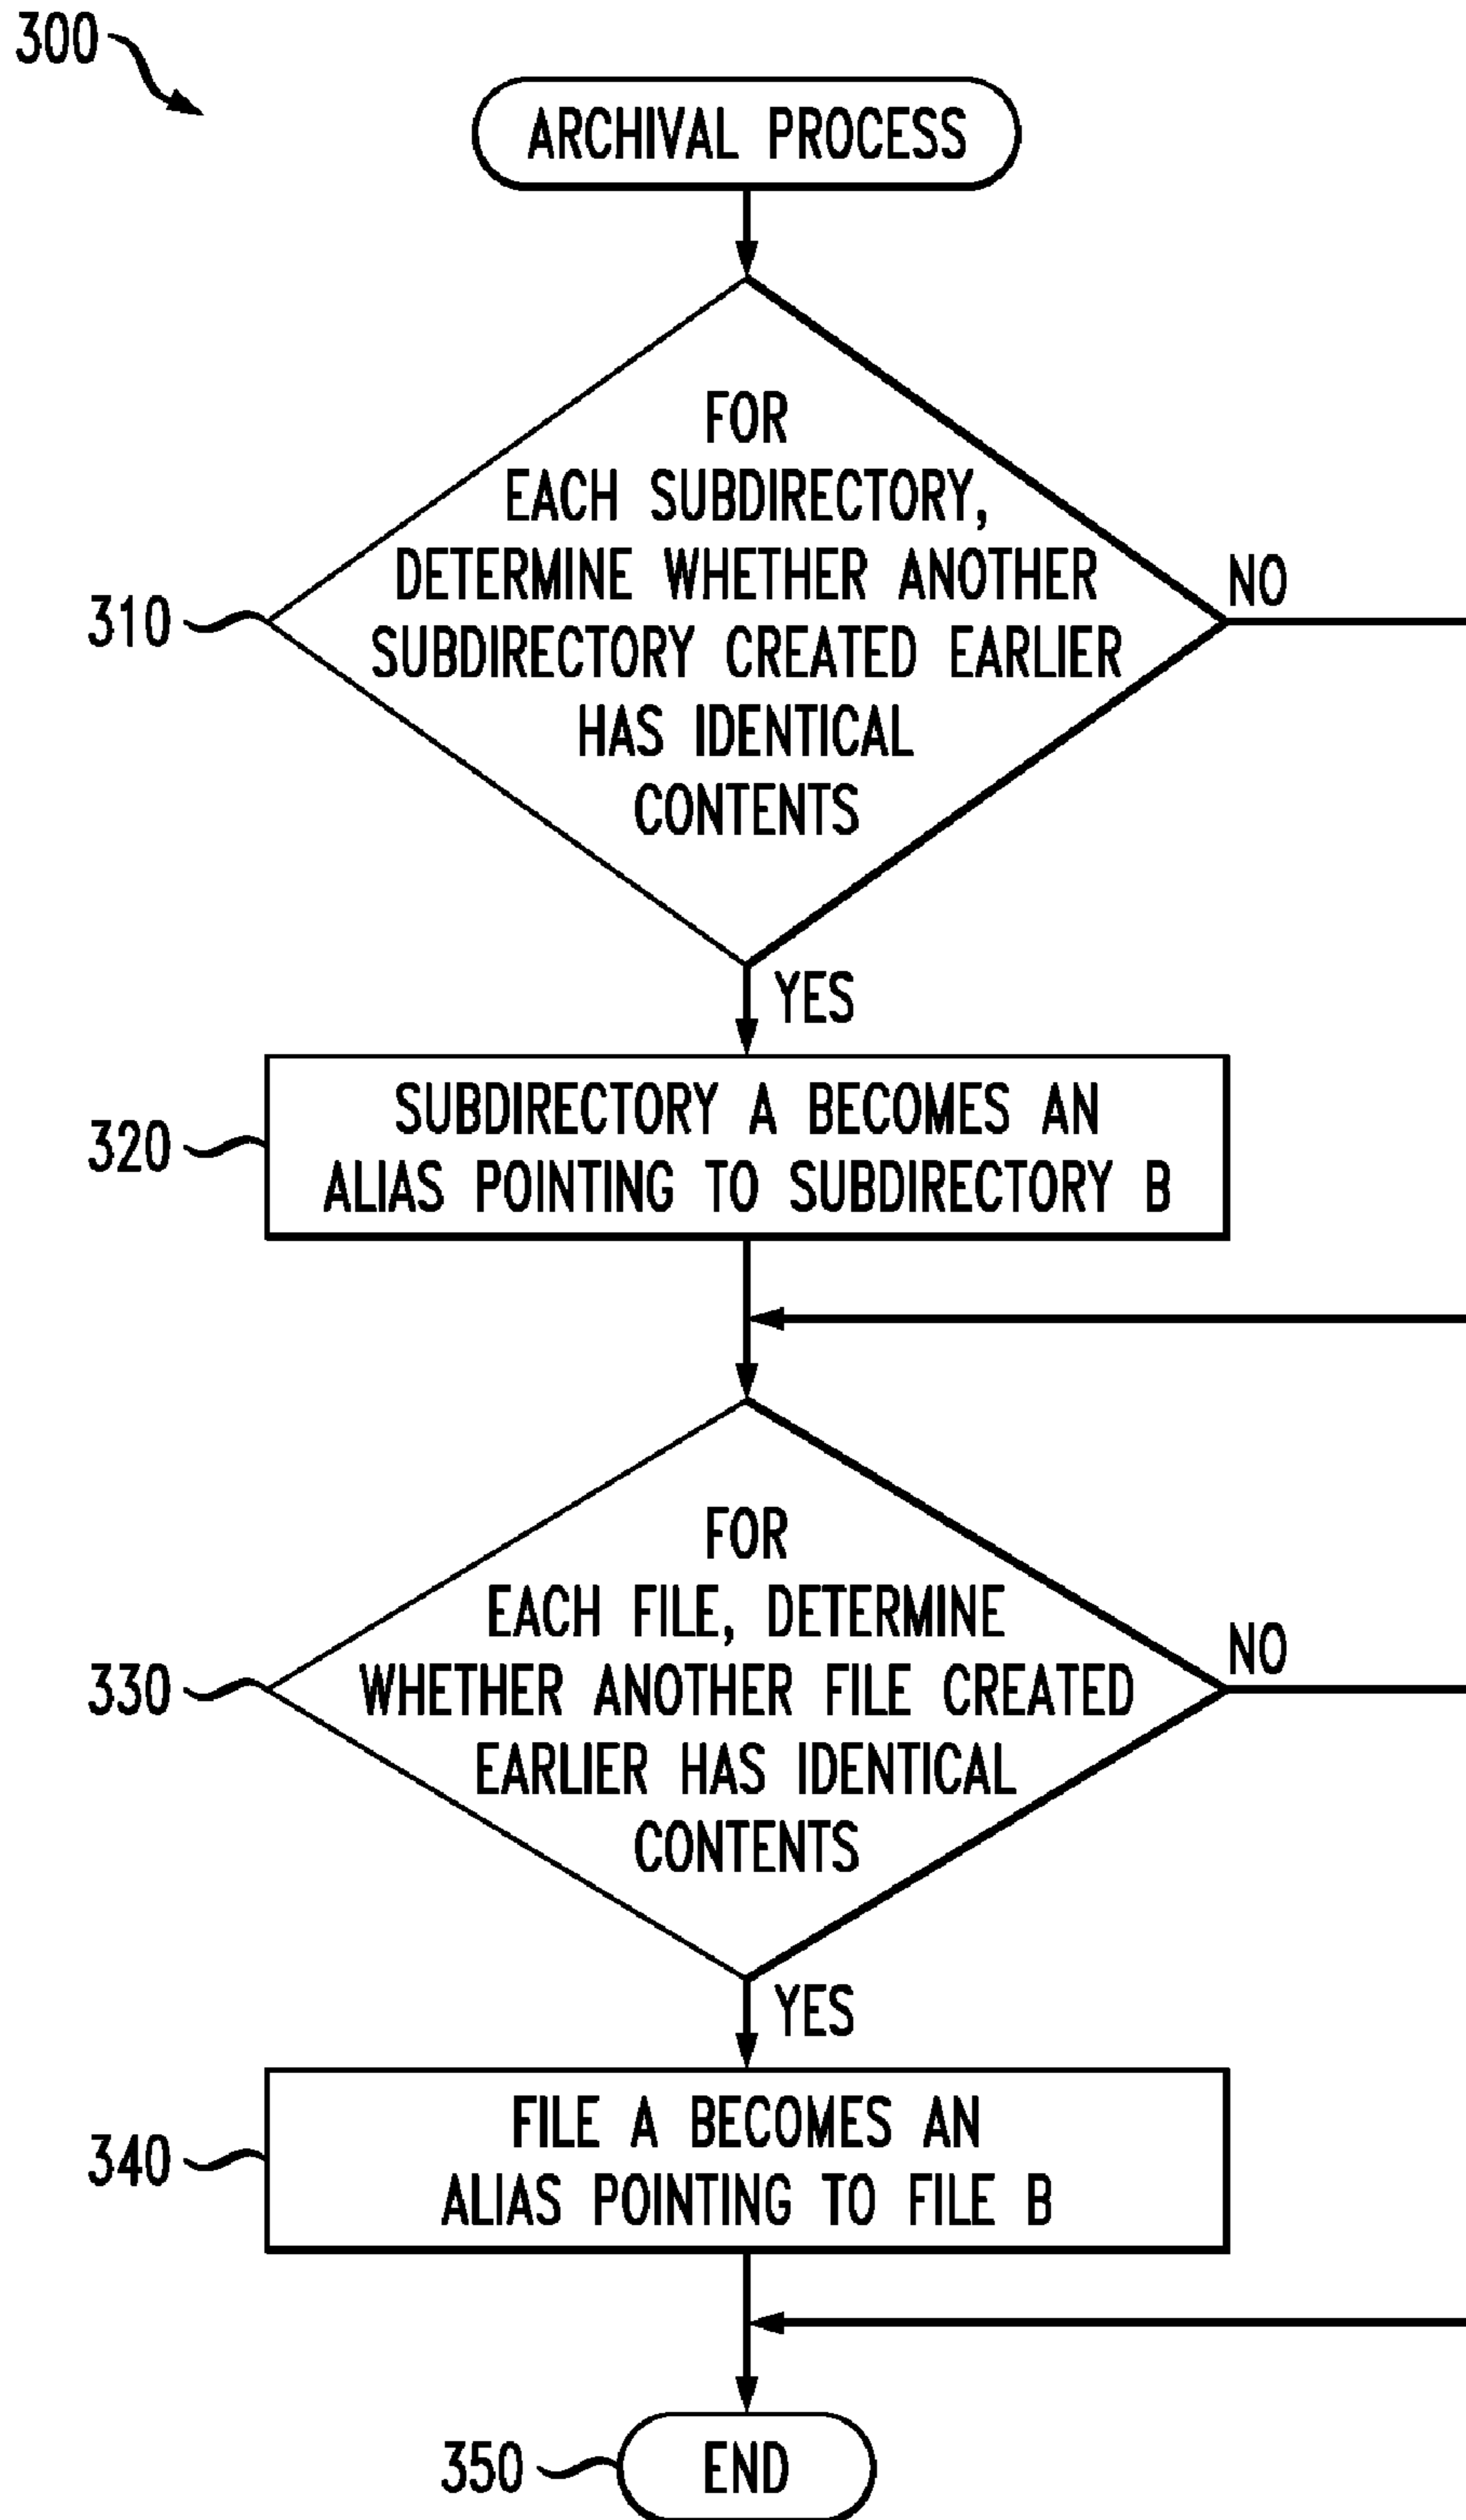 300
ARCHIVAL PROCESS
FOR
EACH SUBDIRECTORY,
DETERMINE WHETHER ANOTHER
SUBDIRECTORY CREATED EARLIER
HAS IDENTICAL
CONTENTS
310
NO
YES
SUBDIRECTORY A BECOMES AN
ALIAS POINTING TO SUBDIRECTORY B
320
FOR
EACH FILE, DETERMINE
WHETHER ANOTHER FILE CREATED
EARLIER HAS IDENTICAL
CONTENTS
330
NO
YES
FILE A BECOMES AN
ALIAS POINTING TO FILE B
340
350
END